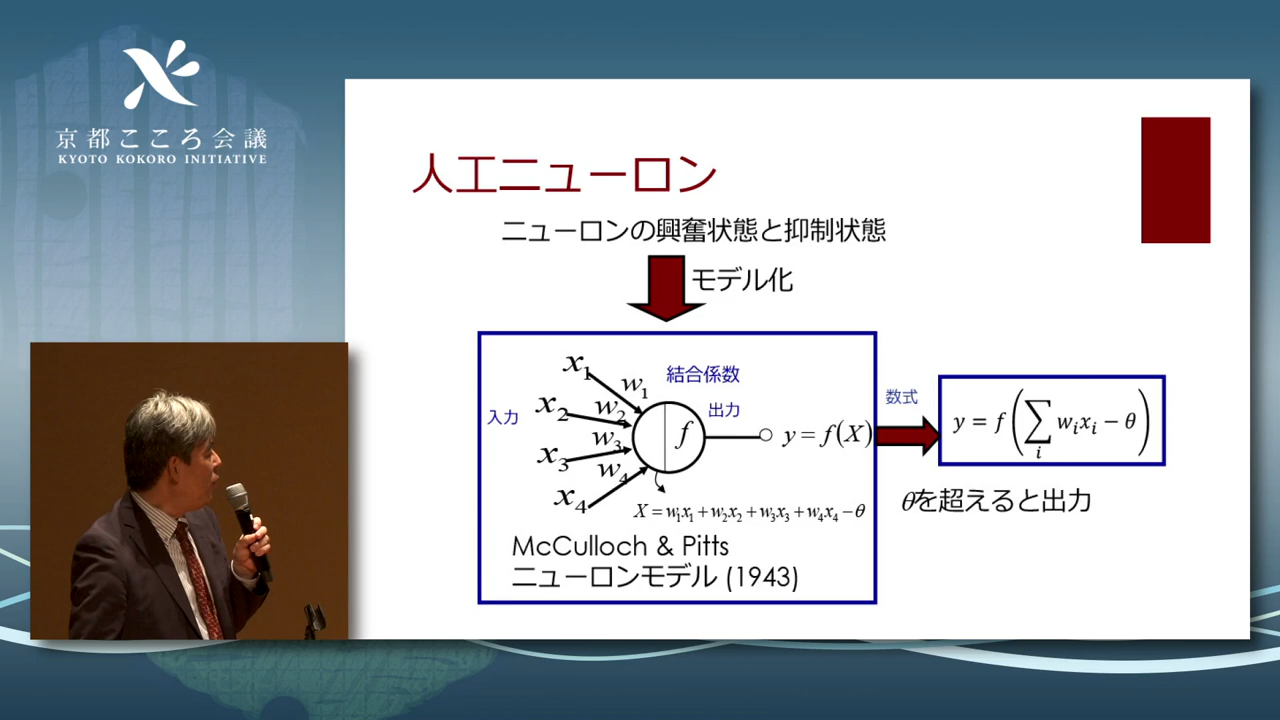 京都こころ会議
KYOTO KOKORO INITIATIVE
人工ニューロン
ニューロンの興奮状態と抑制状態
モデル化
x₁
w₁
結合係数
入力
x₂
w₂
出力
x₃
w₃
f
y = f(X)
x₄
w₄
X = w₁x₁ + w₂x₂ + w₃x₃ + w₄x₄ − θ
McCulloch & Pitts
ニューロンモデル (1943)
数式
y = f(∑ᵢ wᵢxᵢ − θ)
θを超えると出力